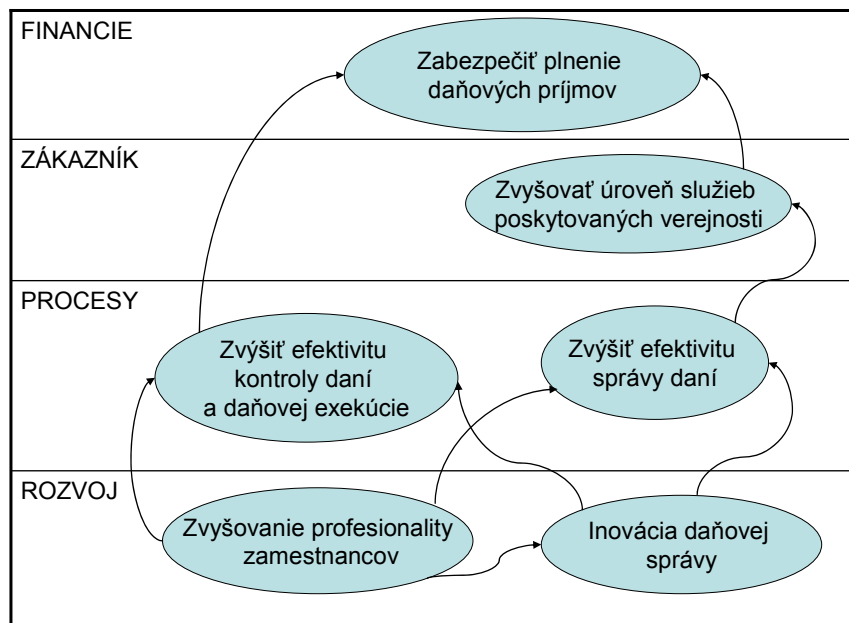 FINANCIE
Zabezpečiť plnenie
daňových príjmov
ZÁKAZNÍK
Zvyšovať úroveň služieb
poskytovaných verejnosti
PROCESY
Zvýšiť efektivitu
kontroly daní
a daňovej exekúcie
Zvýšiť efektivitu
správy daní
ROZVOJ
Zvyšovanie profesionality
zamestnancov
Inovácia daňovej
správy